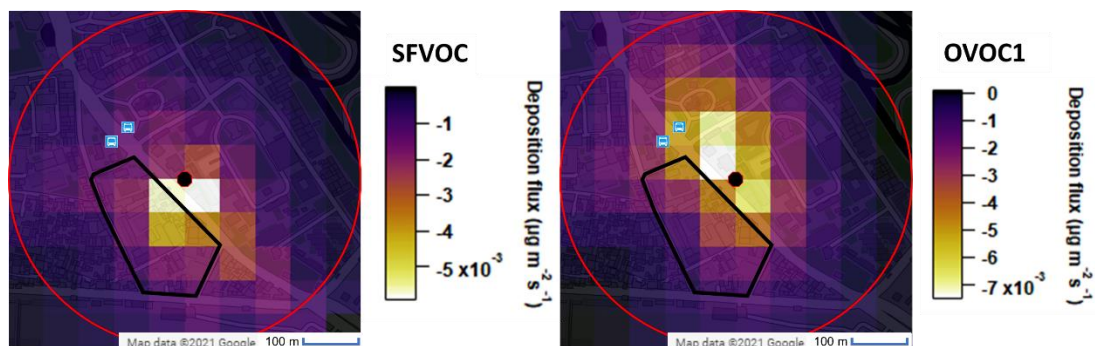 SFVOC
-1
-2
-3
-4
-5 x10⁻³
Deposition flux (µg m⁻² s⁻¹)
Map data ©2021 Google
100 m
OVOC1
0
-1
-2
-3
-4
-5
-6
-7 x10⁻³
Deposition flux (µg m⁻² s⁻¹)
Map data ©2021 Google
100 m